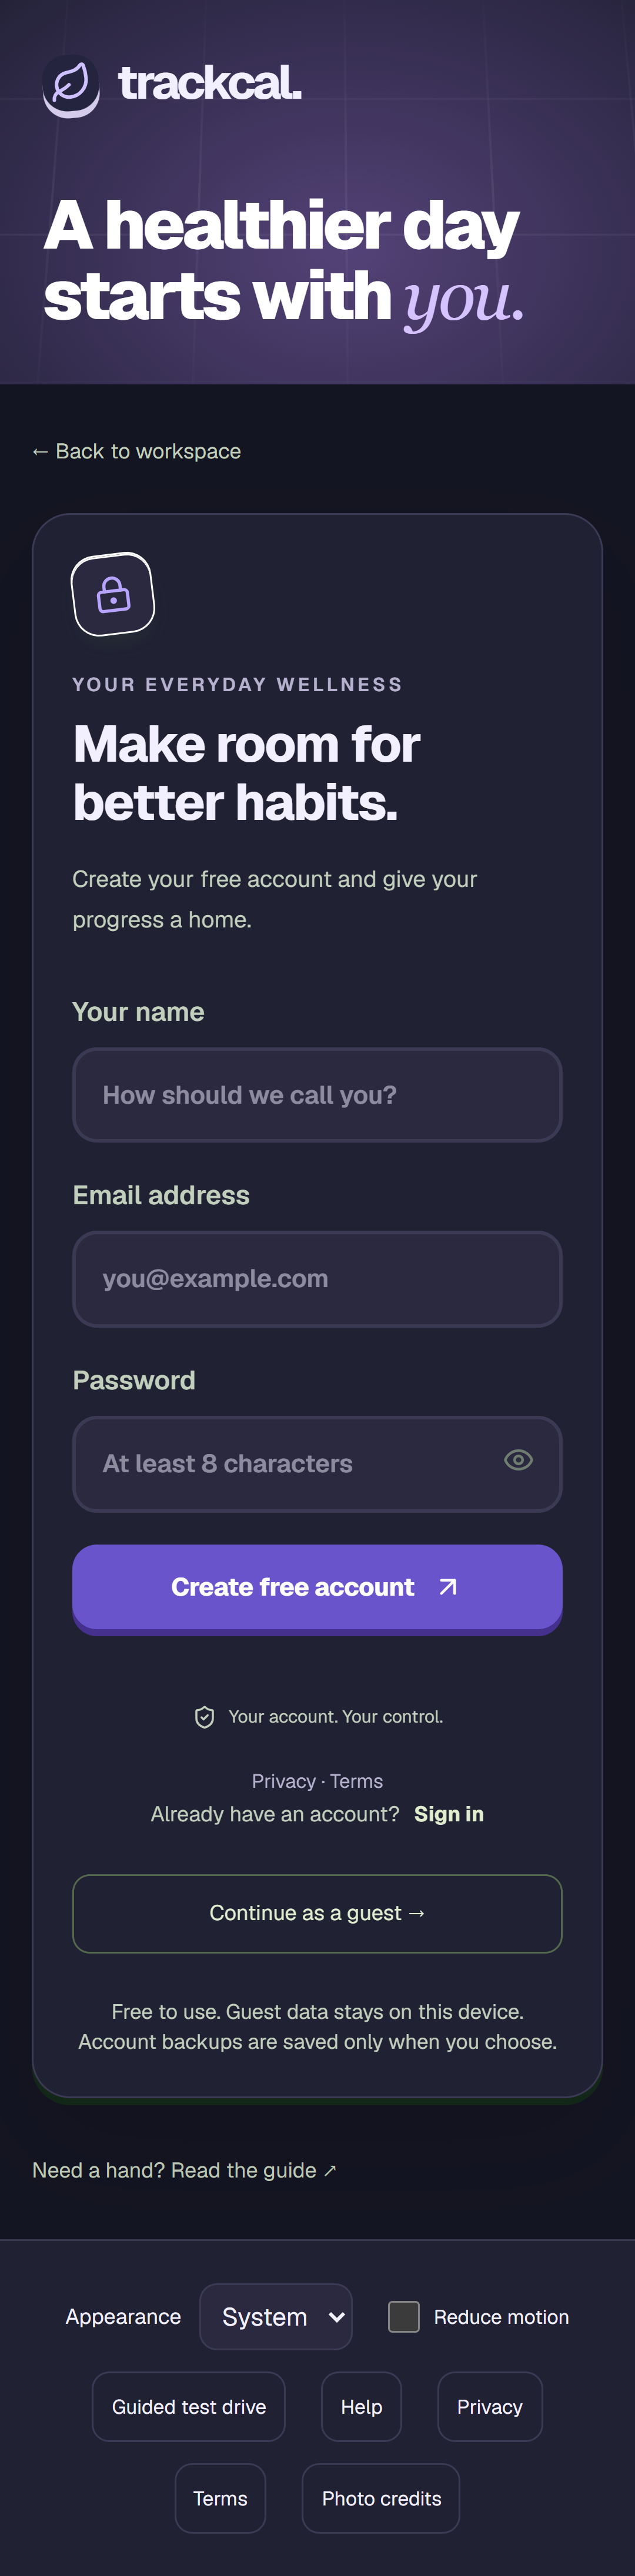 trackcal.
A healthier day
starts with you.
← Back to workspace
YOUR EVERYDAY WELLNESS
Make room for
better habits.
Create your free account and give your
progress a home.
Your name
How should we call you?
Email address
you@example.com
Password
At least 8 characters
Create free account
Your account. Your control.
Privacy · Terms
Already have an account? Sign in
Continue as a guest →
Free to use. Guest data stays on this device.
Account backups are saved only when you choose.
Need a hand? Read the guide ↗
Appearance System Reduce motion
Guided test drive Help Privacy
Terms Photo credits